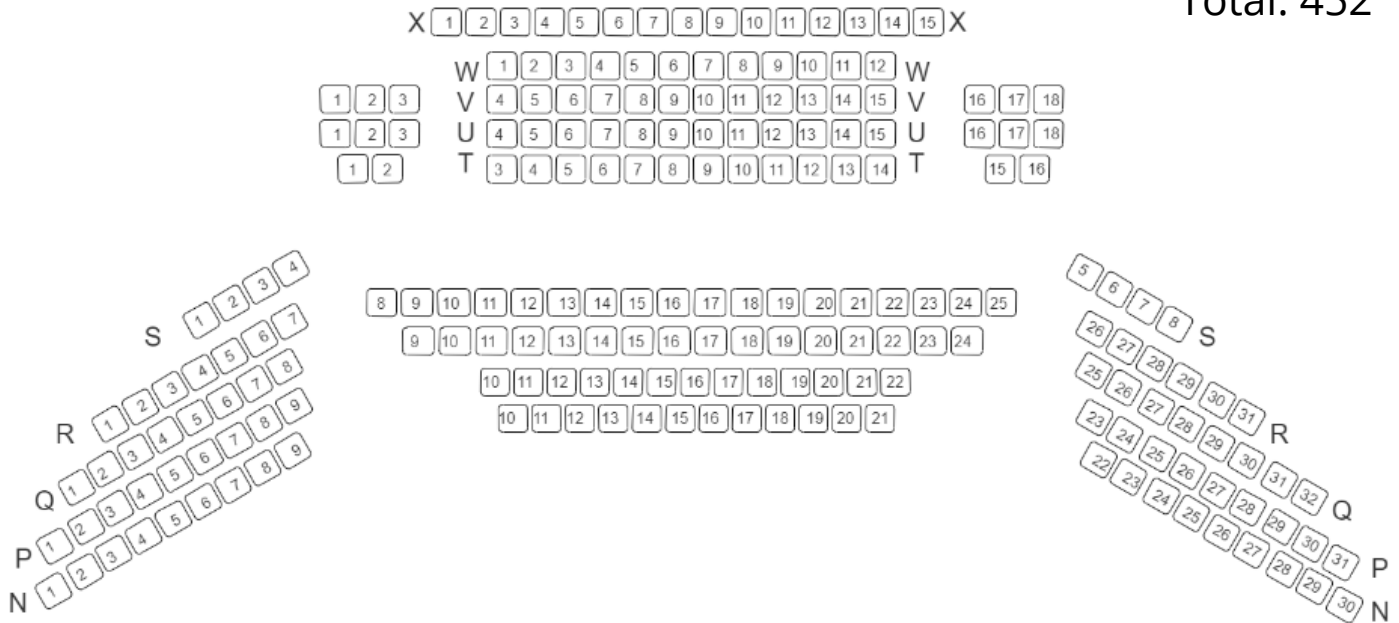 Total: 452
X 1 2 3 4 5 6 7 8 9 10 11 12 13 14 15 X
W 1 2 3 4 5 6 7 8 9 10 11 12 W
1 2 3 V 4 5 6 7 8 9 10 11 12 13 14 15 V 16 17 18
1 2 3 U 4 5 6 7 8 9 10 11 12 13 14 15 U 16 17 18
1 2 T 3 4 5 6 7 8 9 10 11 12 13 14 T 15 16
S 1 2 3 4 5 6 7 8 S
R 1 2 3 4 5 6 7 8 9 10 11 12 13 14 15 16 17 18 19 20 21 22 23 24 25 26 27 28 29 30 31 R
Q 1 2 3 4 5 6 7 8 9 10 11 12 13 14 15 16 17 18 19 20 21 22 23 24 25 26 27 28 29 30 31 32 Q
P 1 2 3 4 5 6 7 8 9 10 11 12 13 14 15 16 17 18 19 20 21 22 23 24 25 26 27 28 29 30 31 P
N 1 2 3 4 5 6 7 8 9 10 11 12 13 14 15 16 17 18 19 20 21 22 23 24 25 26 27 28 29 30 N